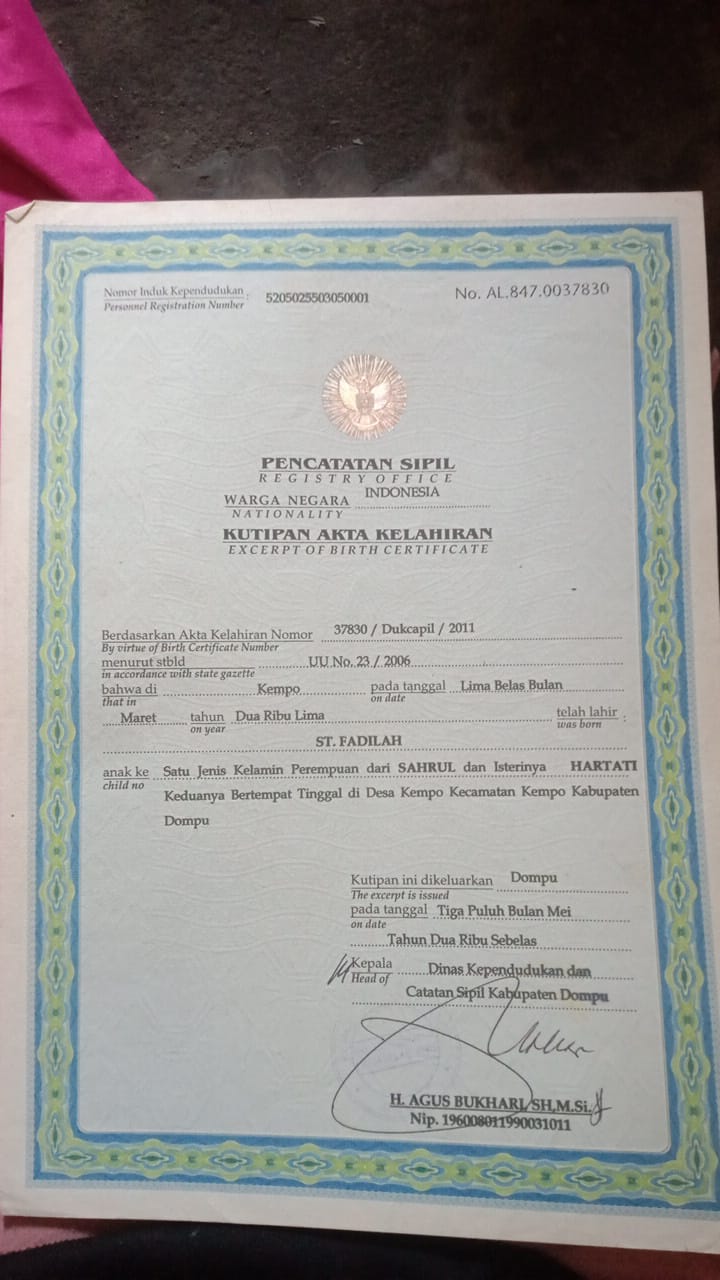 Nomor Induk Kependudukan : 5205025503050001 No. AL.847.0037830
Personnel Registration Number
PENCATATAN SIPIL
REGISTRY OFFICE
WARGA NEGARA INDONESIA
NATIONALITY
KUTIPAN AKTA KELAHIRAN
EXCERPT OF BIRTH CERTIFICATE
Berdasarkan Akta Kelahiran Nomor 37830 / Dukcapil / 2011
By virtue of Birth Certificate Number
menurut stbld UU No. 23 / 2006
in accordance with state gazette
bahwa di Kempo pada tanggal Lima Belas Bulan
that in on date
Maret tahun Dua Ribu Lima telah lahir :
on year was born
ST. FADILAH
anak ke Satu Jenis Kelamin Perempuan dari SAHRUL dan Isterinya HARTATI
child no
Keduanya Bertempat Tinggal di Desa Kempo Kecamatan Kempo Kabupaten
Dompu
Kutipan ini dikeluarkan Dompu
The excerpt is issued
pada tanggal Tiga Puluh Bulan Mei
on date
Tahun Dua Ribu Sebelas
Kepala Dinas Kependudukan dan
Head of
Catatan Sipil Kabupaten Dompu
H. AGUS BUKHARI, SH,M.Si.
Nip. 196008011990031011